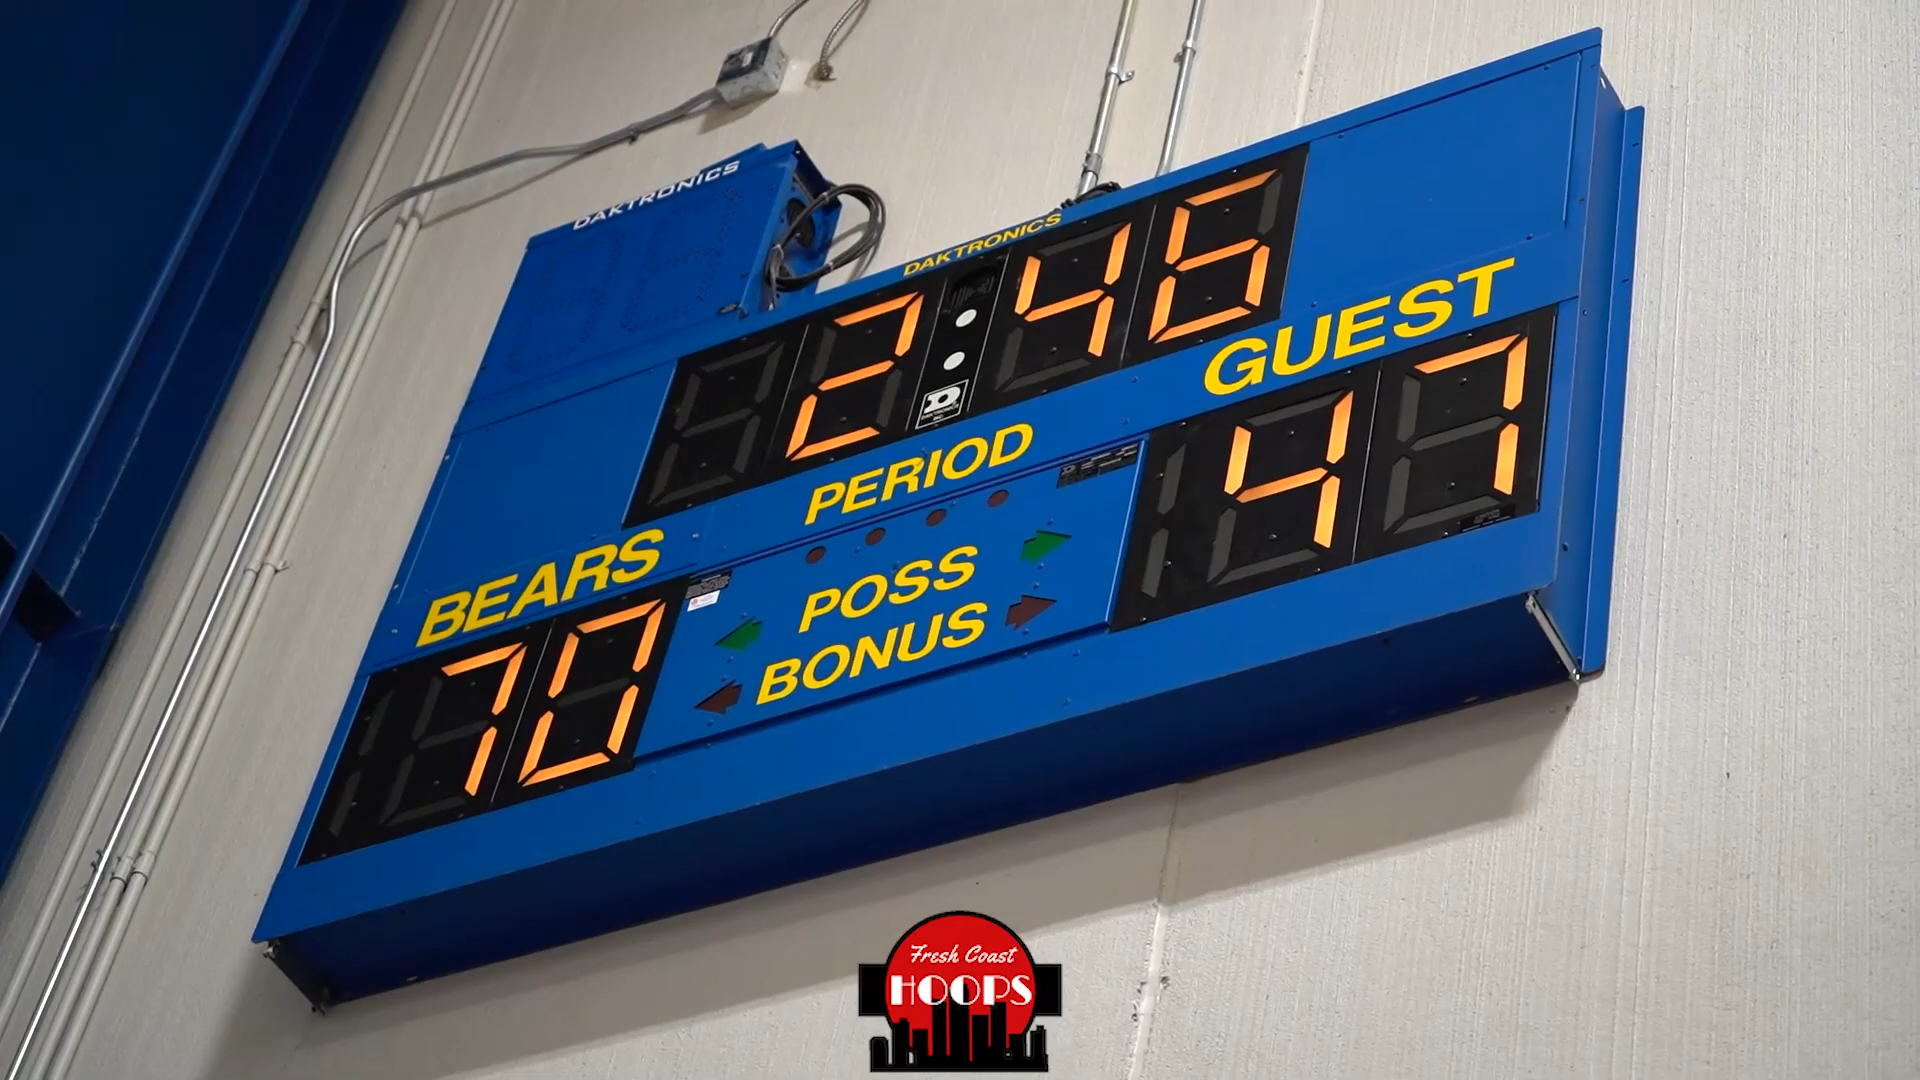 DAKTRONICS
DAKTRONICS
2:46
GUEST
47
PERIOD
BEARS
70
POSS
BONUS
Fresh Coast
HOOPS